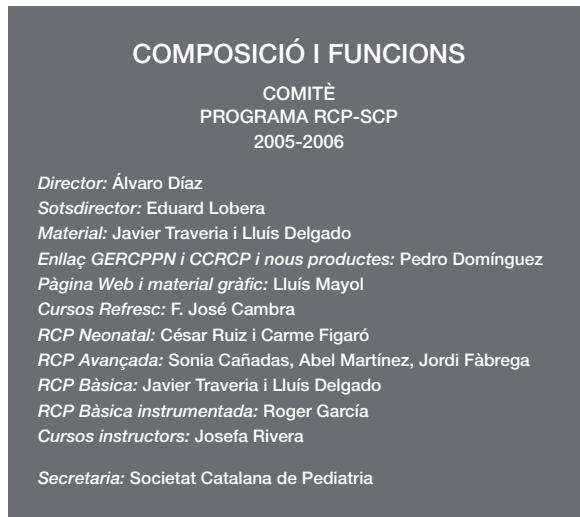 COMPOSICIÓ I FUNCIONS
COMITÈ
PROGRAMA RCP-SCP
2005-2006
Director: Álvaro Díaz
Sotsdirector: Eduard Lobera
Material: Javier Traveria i Lluís Delgado
Enllaç GERCPPN i CCRCP i nous productes: Pedro Domínguez
Pàgina Web i material gràfic: Lluís Mayol
Cursos Refresc: F. José Cambra
RCP Neonatal: César Ruiz i Carme Figaró
RCP Avançada: Sonia Cañadas, Abel Martínez, Jordi Fàbrega
RCP Bàsica: Javier Traveria i Lluís Delgado
RCP Bàsica instrumentada: Roger García
Cursos instructors: Josefa Rivera
Secretaria: Societat Catalana de Pediatria